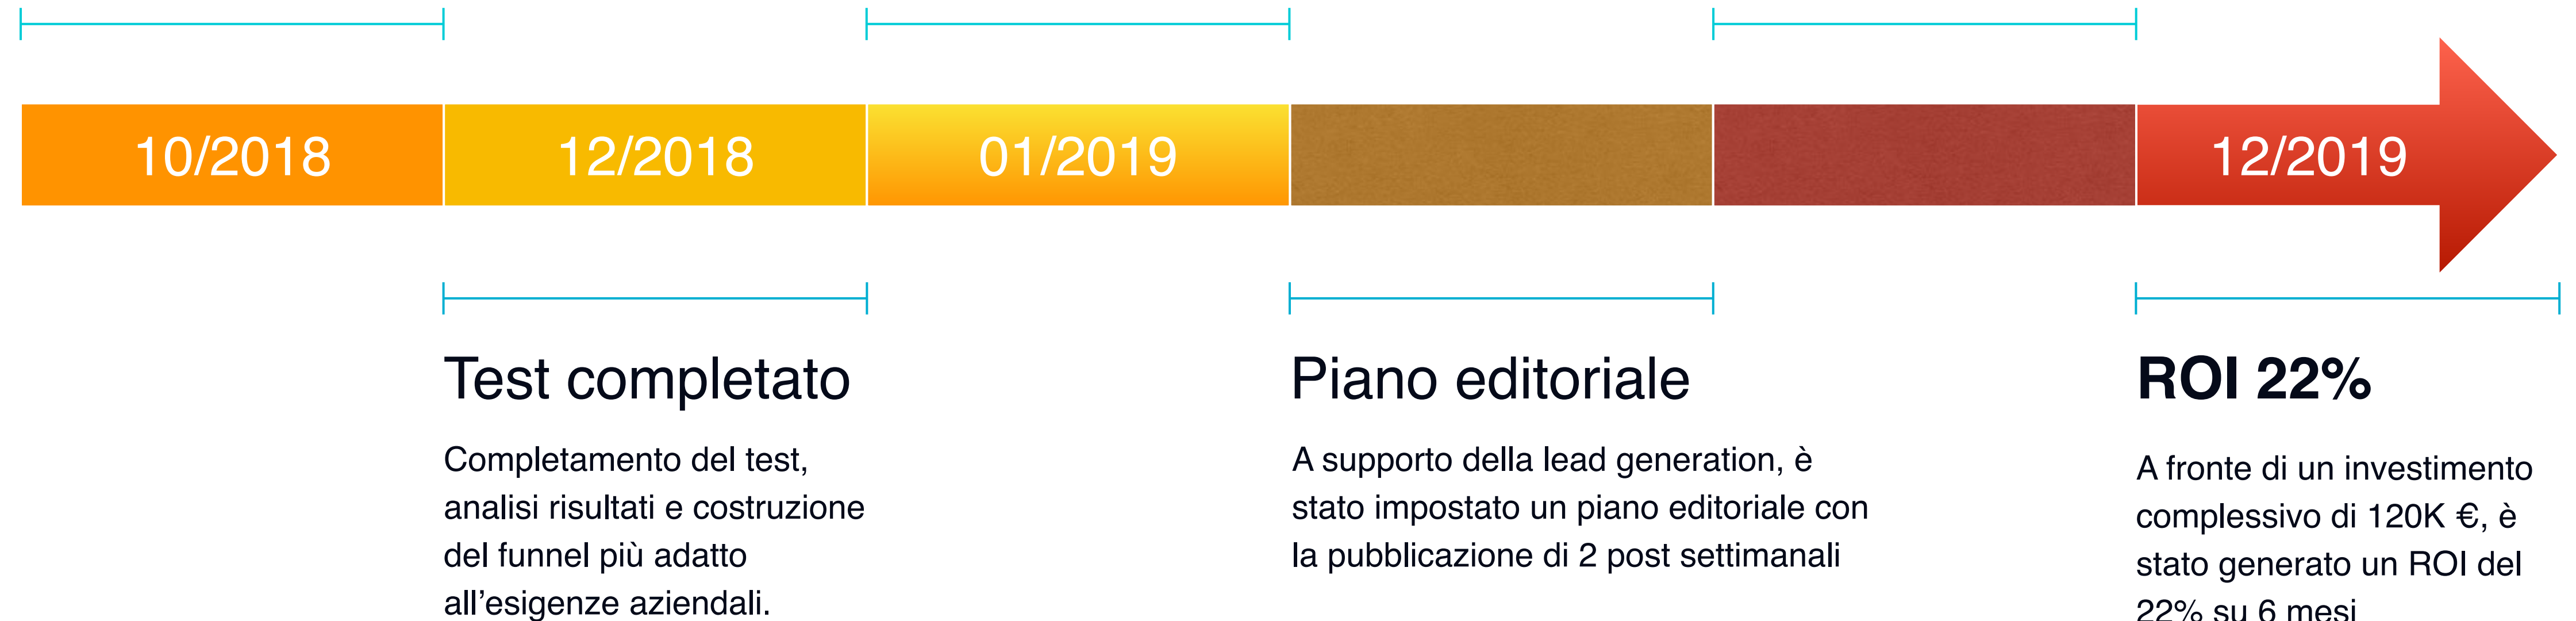 10/2018
12/2018
01/2019
12/2019
Test completato
Completamento del test,
analisi risultati e costruzione
del funnel più adatto
all’esigenze aziendali.
Piano editoriale
A supporto della lead generation, è
stato impostato un piano editoriale con
la pubblicazione di 2 post settimanali
ROI 22%
A fronte di un investimento
complessivo di 120K €, è
stato generato un ROI del
22% su 6 mesi